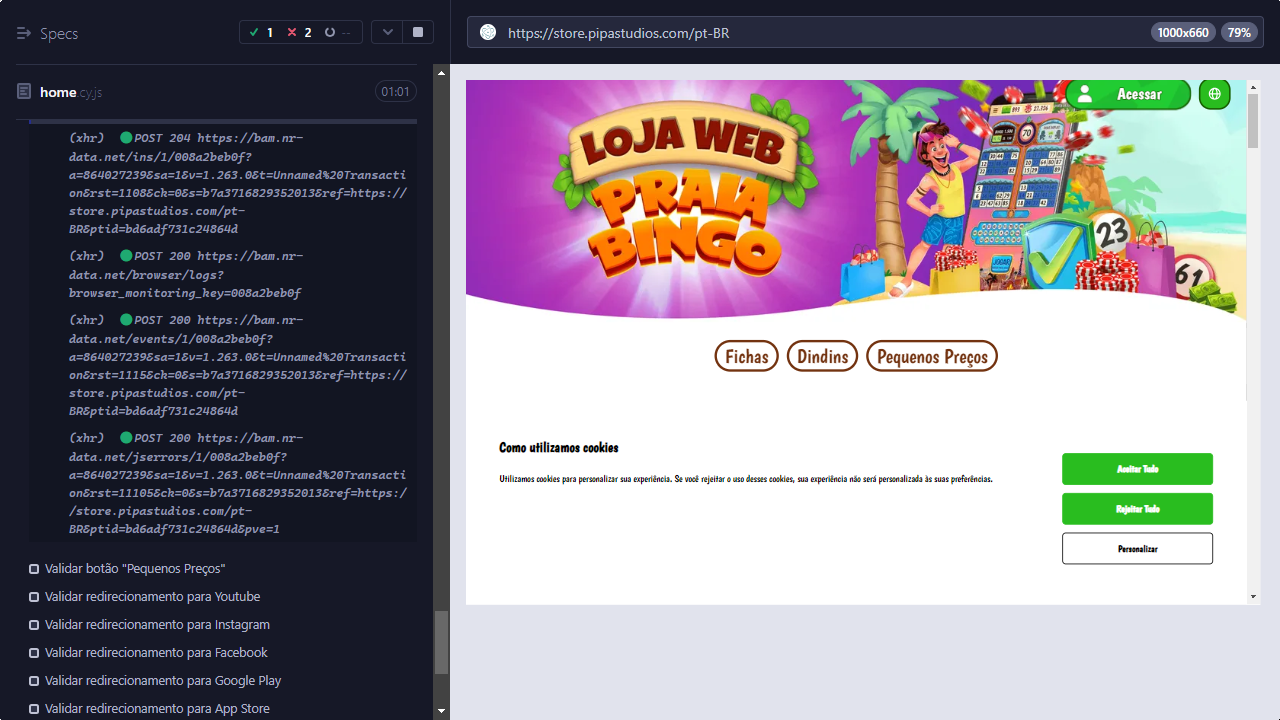 Specs
1
2
--
https://store.pipastudios.com/pt-BR
1000x660
79%
home.cy.js
01:01
(xhr) POST 204 https://bam.nr-
data.net/ins/1/008a2beb0f?
a=864027239&sa=1&v=1.263.0&t=Unnamed%20Transacti
on&rst=1108&ck=0&s=b7a3716829352013&ref=https:/
/store.pipastudios.com/pt-
BR&ptid=bd6adf731c24864d
(xhr) POST 200 https://bam.nr-
data.net/browser/logs?
browser_monitoring_key=008a2beb0f
(xhr) POST 200 https://bam.nr-
data.net/events/1/008a2beb0f?
a=864027239&sa=1&v=1.263.0&t=Unnamed%20Transacti
on&rst=1115&ck=0&s=b7a3716829352013&ref=https://
store.pipastudios.com/pt-
BR&ptid=bd6adf731c24864d
(xhr) POST 200 https://bam.nr-
data.net/jserrors/1/008a2beb0f?
a=864027239&sa=1&v=1.263.0&t=Unnamed%20Transacti
on&rst=11105&ck=0&s=b7a3716829352013&ref=https:/
/store.pipastudios.com/pt-
BR&ptid=bd6adf731c24864d&pve=1
Validar botão "Pequenos Preços"
Validar redirecionamento para Youtube
Validar redirecionamento para Instagram
Validar redirecionamento para Facebook
Validar redirecionamento para Google Play
Validar redirecionamento para App Store
Acessar
LOJA WEB
PRAIA
BINGO
70
JOGAR
23
61
Fichas
Dindins
Pequenos Preços
Como utilizamos cookies
Utilizamos cookies para personalizar sua experiência. Se você rejeitar o uso desses cookies, sua experiência não será personalizada às suas preferências.
Aceitar Tudo
Rejeitar Tudo
Personalizar